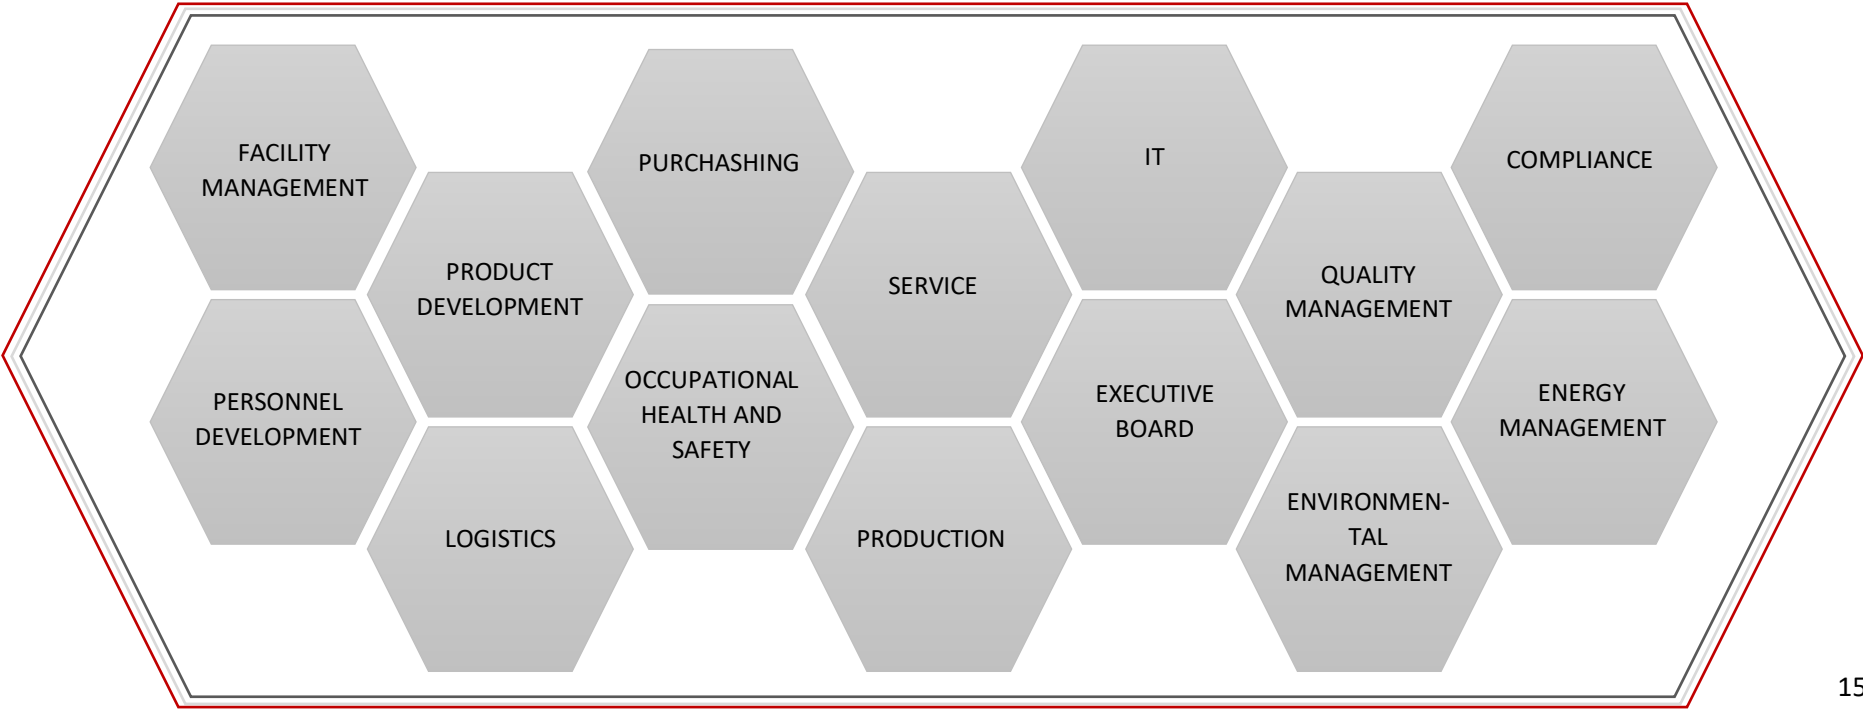 FACILITY
MANAGEMENT
PURCHASHING
IT
COMPLIANCE
PRODUCT
DEVELOPMENT
SERVICE
QUALITY
MANAGEMENT
PERSONNEL
DEVELOPMENT
OCCUPATIONAL
HEALTH AND
SAFETY
EXECUTIVE
BOARD
ENERGY
MANAGEMENT
LOGISTICS
PRODUCTION
ENVIRONMEN-
TAL
MANAGEMENT
15